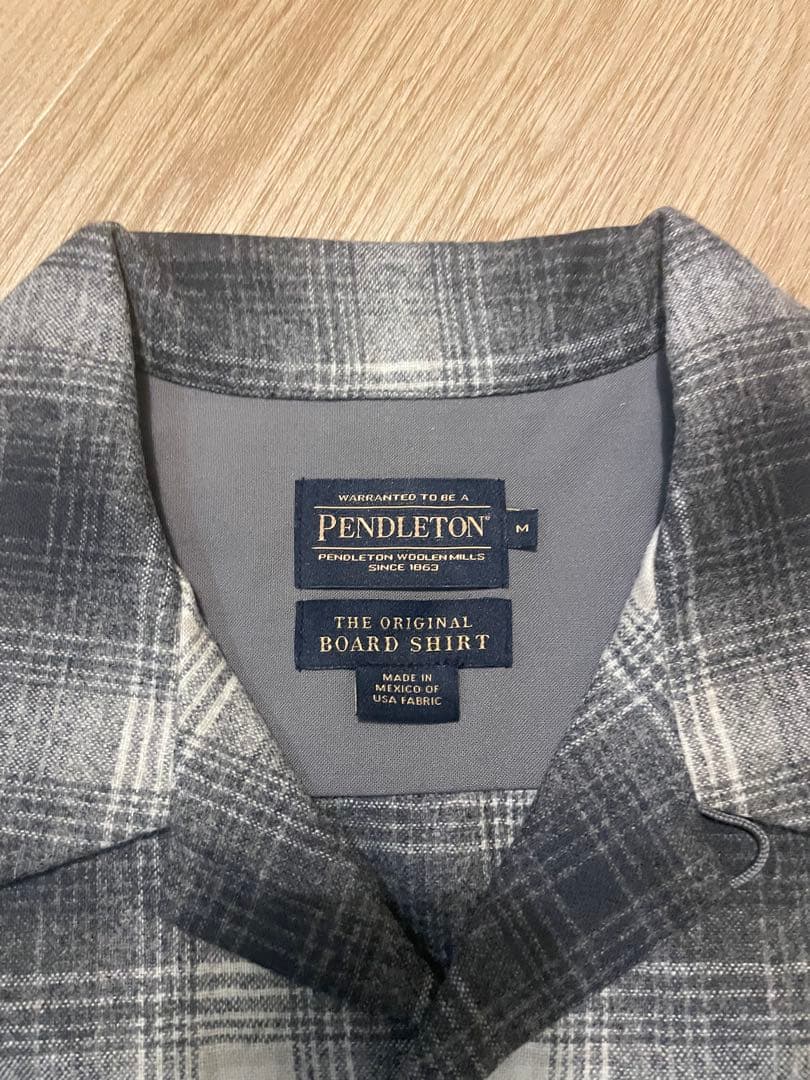 WARRANTED TO BE A
PENDLETON®
M
PENDLETON WOOLEN MILLS
SINCE 1863
THE ORIGINAL
BOARD SHIRT
MADE IN
MEXICO OF
USA FABRIC